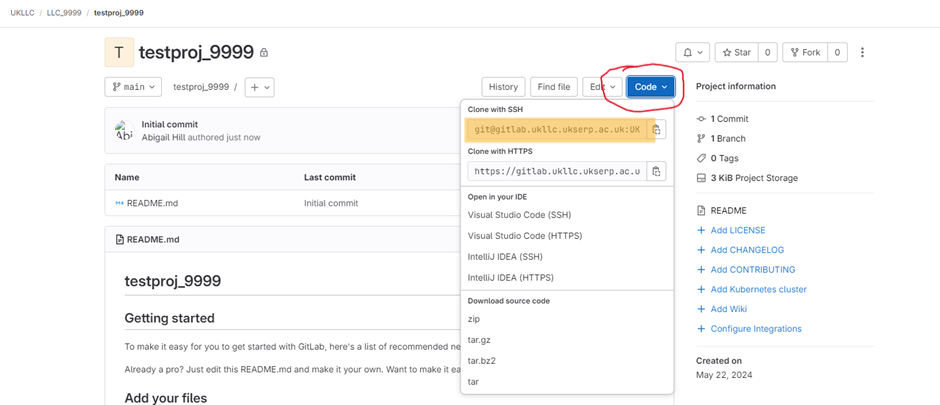 UKLLC / LLC_9999 / testproj_9999
T testproj_9999
Star 0 Fork 0
main testproj_9999 / +
History Find file Edit Code
Initial commit
Abigail Hill authored just now
Name Last commit
README.md Initial commit
README.md
testproj_9999
Getting started
To make it easy for you to get started with GitLab, here's a list of recommended ne
Already a pro? Just edit this README.md and make it your own. Want to make it ea
Add your files
Clone with SSH
git@gitlab.ukllc.ukserp.ac.uk:UK
Clone with HTTPS
https://gitlab.ukllc.ukserp.ac.u
Open in your IDE
Visual Studio Code (SSH)
Visual Studio Code (HTTPS)
IntelliJ IDEA (SSH)
IntelliJ IDEA (HTTPS)
Download source code
zip
tar.gz
tar.bz2
tar
Project information
1 Commit
1 Branch
0 Tags
3 KiB Project Storage
README
+ Add LICENSE
+ Add CHANGELOG
+ Add CONTRIBUTING
+ Add Kubernetes cluster
+ Add Wiki
+ Configure Integrations
Created on
May 22, 2024